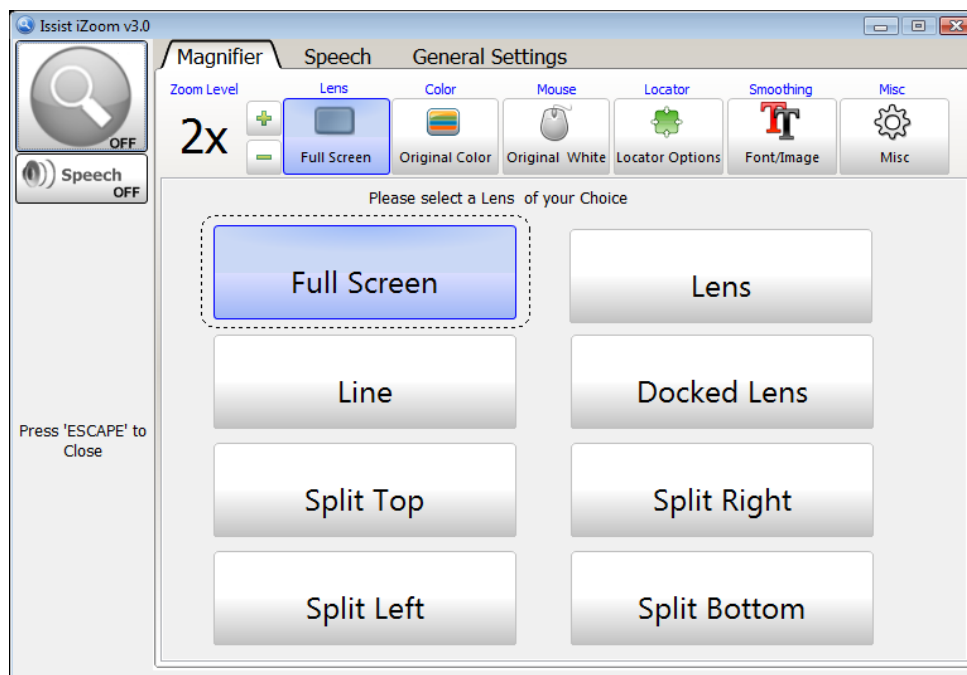 Issist iZoom v3.0
Magnifier Speech General Settings
Zoom Level Lens Color Mouse Locator Smoothing Misc
2x
Full Screen Original Color Original White Locator Options Font/Image Misc
OFF
Speech
OFF
Please select a Lens of your Choice
Full Screen Lens
Line Docked Lens
Press 'ESCAPE' to
Close
Split Top Split Right
Split Left Split Bottom